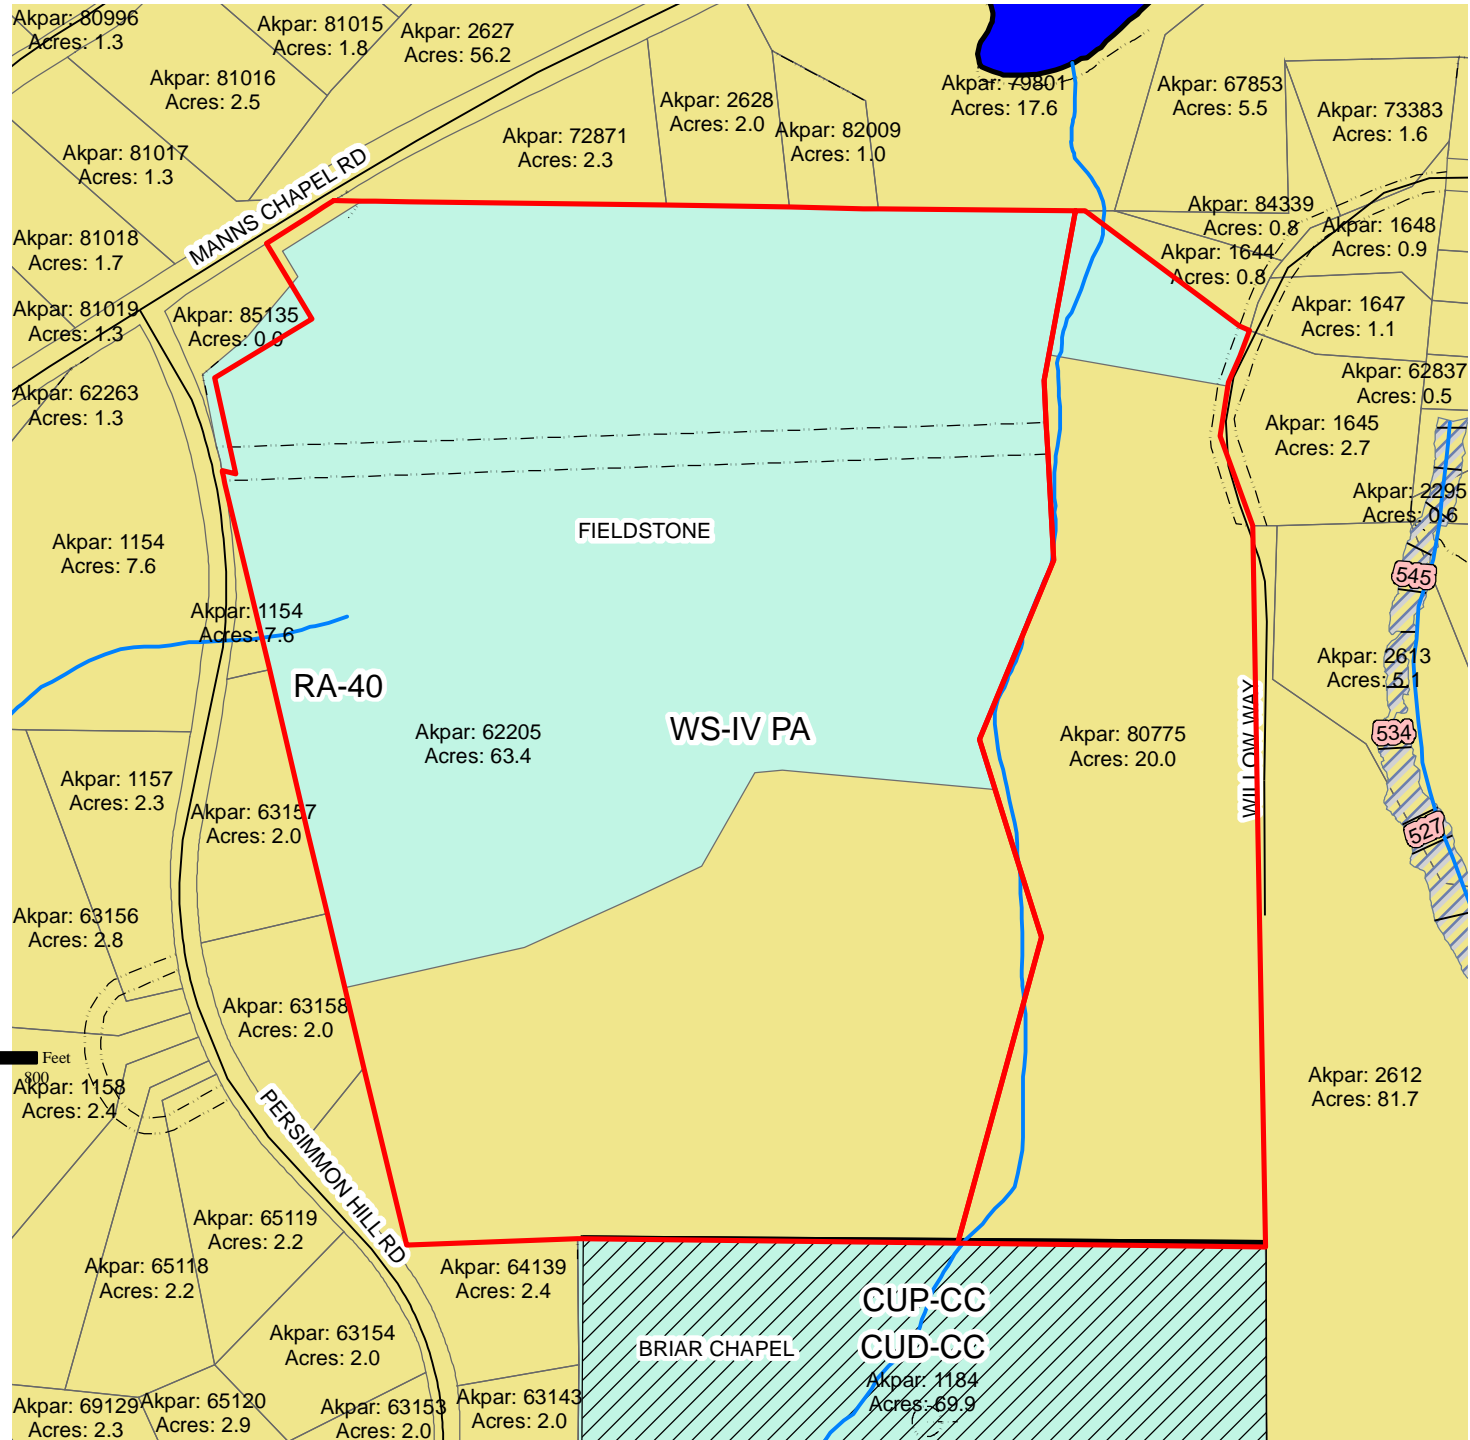 Akpar: 80996
Acres: 1.3
Akpar: 81015
Acres: 1.8
Akpar: 2627
Acres: 56.2
Akpar: 81016
Acres: 2.5
Akpar: 79801
Acres: 17.6
Akpar: 67853
Acres: 5.5
Akpar: 2628
Acres: 2.0
Akpar: 73383
Acres: 1.6
Akpar: 72871
Acres: 2.3
Akpar: 82009
Acres: 1.0
Akpar: 81017
Acres: 1.3
MANNS CHAPEL RD
Akpar: 84339
Acres: 0.8
Akpar: 1648
Acres: 0.9
Akpar: 81018
Acres: 1.7
Akpar: 1644
Acres: 0.8
Akpar: 81019
Acres: 1.3
Akpar: 85135
Acres: 0.0
Akpar: 1647
Acres: 1.1
Akpar: 62263
Acres: 1.3
Akpar: 62837
Acres: 0.5
Akpar: 1645
Acres: 2.7
Akpar: 2295
Acres: 0.6
FIELDSTONE
Akpar: 1154
Acres: 7.6
545
Akpar: 1154
Acres: 7.6
Akpar: 2613
Acres: 5.1
RA-40
WS-IV PA
Akpar: 62205
Acres: 63.4
Akpar: 80775
Acres: 20.0
WILLOW WAY
534
Akpar: 1157
Acres: 2.3
Akpar: 63157
Acres: 2.0
527
Akpar: 63156
Acres: 2.8
Akpar: 63158
Acres: 2.0
Feet
800
Akpar: 1158
Acres: 2.4
Akpar: 2612
Acres: 81.7
PERSIMMON HILL RD
Akpar: 65119
Acres: 2.2
Akpar: 65118
Acres: 2.2
Akpar: 64139
Acres: 2.4
CUP-CC
CUD-CC
BRIAR CHAPEL
Akpar: 63154
Acres: 2.0
Akpar: 1184
Acres: 69.9
Akpar: 69129
Acres: 2.3
Akpar: 65120
Acres: 2.9
Akpar: 63153
Acres: 2.0
Akpar: 63143
Acres: 2.0